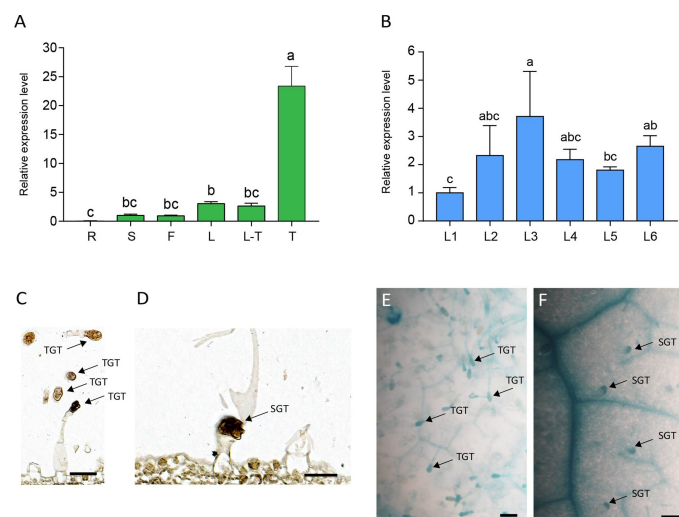 A
Relative expression level
30
25
20
15
10
5
0
c
bc
bc
b
bc
a
R
S
F
L
L-T
T
B
Relative expression level
6
5
4
3
2
1
0
c
abc
a
abc
bc
ab
L1
L2
L3
L4
L5
L6
C
TGT
TGT
TGT
TGT
D
SGT
E
TGT
TGT
TGT
TGT
F
SGT
SGT
SGT
SGT